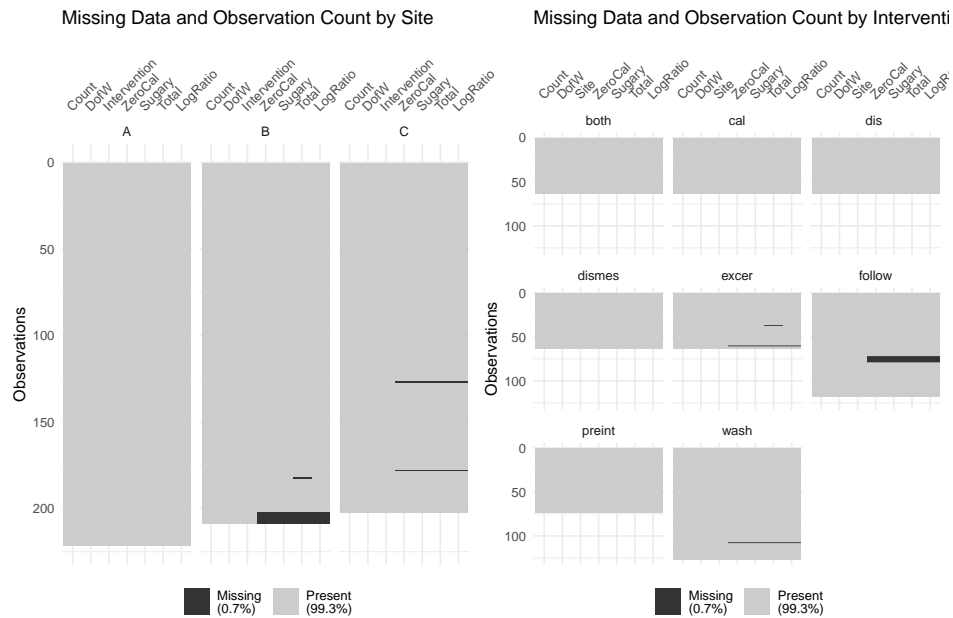 Missing Data and Observation Count by Site
Count
DofW
Intervention
ZeroCal
Sugary
Total
LogRatio
Count
DofW
Intervention
ZeroCal
Sugary
Total
LogRatio
Count
DofW
Intervention
ZeroCal
Sugary
Total
LogRatio
A
B
C
0
50
100
150
200
Observations
Missing
(0.7%)
Present
(99.3%)
Missing Data and Observation Count by Interventi
Count
DofW
Site
ZeroCal
Sugary
Total
LogRatio
Count
DofW
Site
ZeroCal
Sugary
Total
LogRatio
Count
DofW
Site
ZeroCal
Sugary
Total
LogRa
both
cal
dis
0
50
100
dismes
excer
follow
0
50
100
preint
wash
0
50
100
Observations
Missing
(0.7%)
Present
(99.3%)